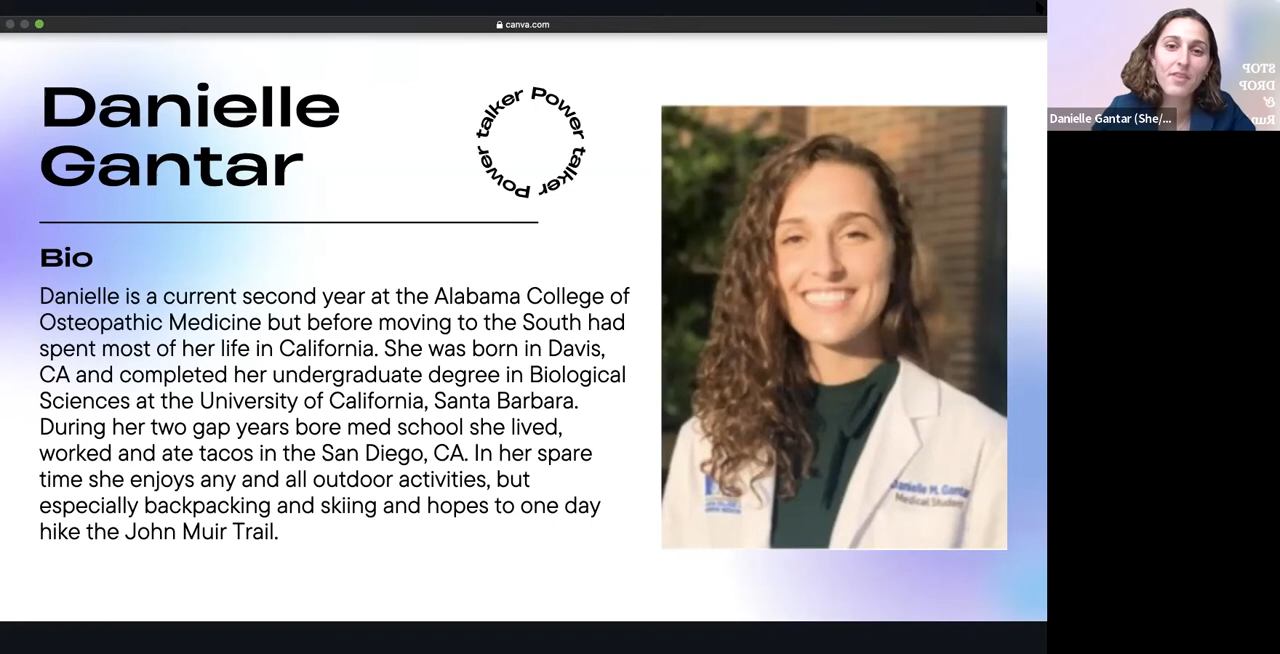 canva.com
Danielle
Gantar
Power talker Power talker
Bio
Danielle is a current second year at the Alabama College of
Osteopathic Medicine but before moving to the South had
spent most of her life in California. She was born in Davis,
CA and completed her undergraduate degree in Biological
Sciences at the University of California, Santa Barbara.
During her two gap years bore med school she lived,
worked and ate tacos in the San Diego, CA. In her spare
time she enjoys any and all outdoor activities, but
especially backpacking and skiing and hopes to one day
hike the John Muir Trail.
Danielle M. Gantar
Medical Student
STOP
DROP
&
Run
Danielle Gantar (She/...